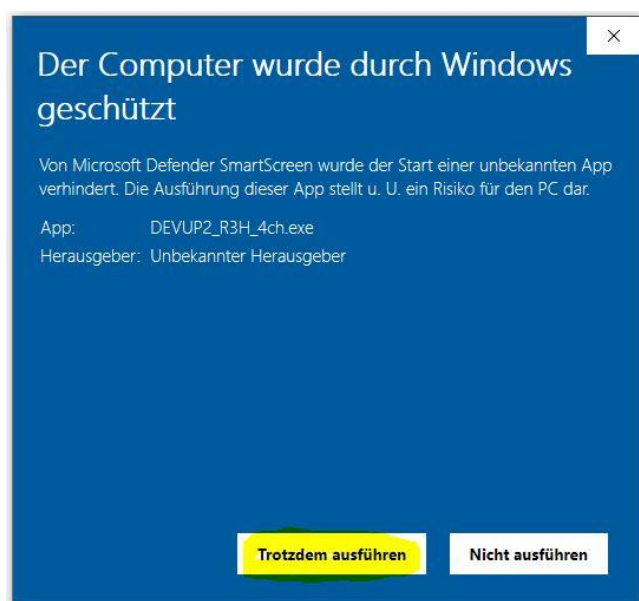 Der Computer wurde durch Windows
geschützt
Von Microsoft Defender SmartScreen wurde der Start einer unbekannten App
verhindert. Die Ausführung dieser App stellt u. U. ein Risiko für den PC dar.
App: DEVUP2_R3H_4ch.exe
Herausgeber: Unbekannter Herausgeber
Trotzdem ausführen Nicht ausführen